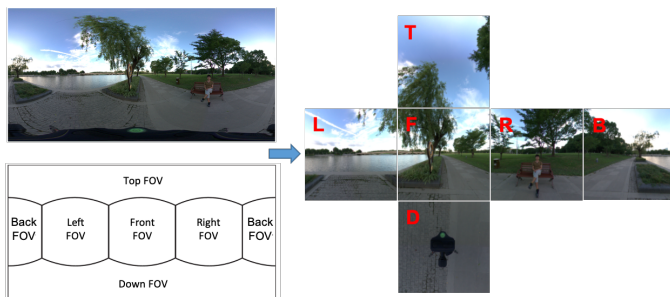 T
L
F
R
B
D
Top FOV
Back
FOV
Left
FOV
Front
FOV
Right
FOV
Back
FOV
Down FOV